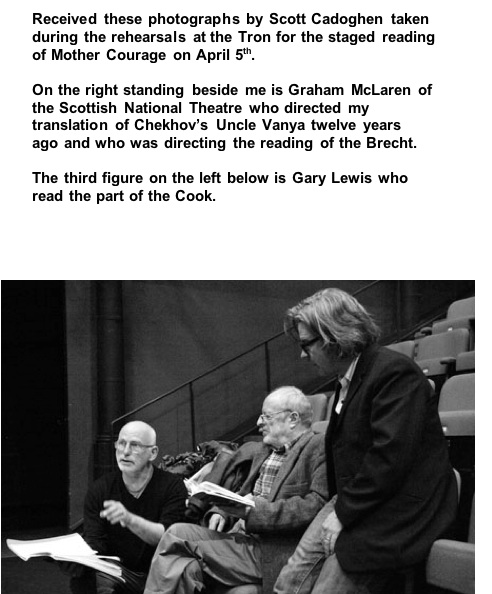 Received these photographs by Scott Cadoghen taken
during the rehearsals at the Tron for the staged reading
of Mother Courage on April 5th.
On the right standing beside me is Graham McLaren of
the Scottish National Theatre who directed my
translation of Chekhov's Uncle Vanya twelve years
ago and who was directing the reading of the Brecht.
The third figure on the left below is Gary Lewis who
read the part of the Cook.